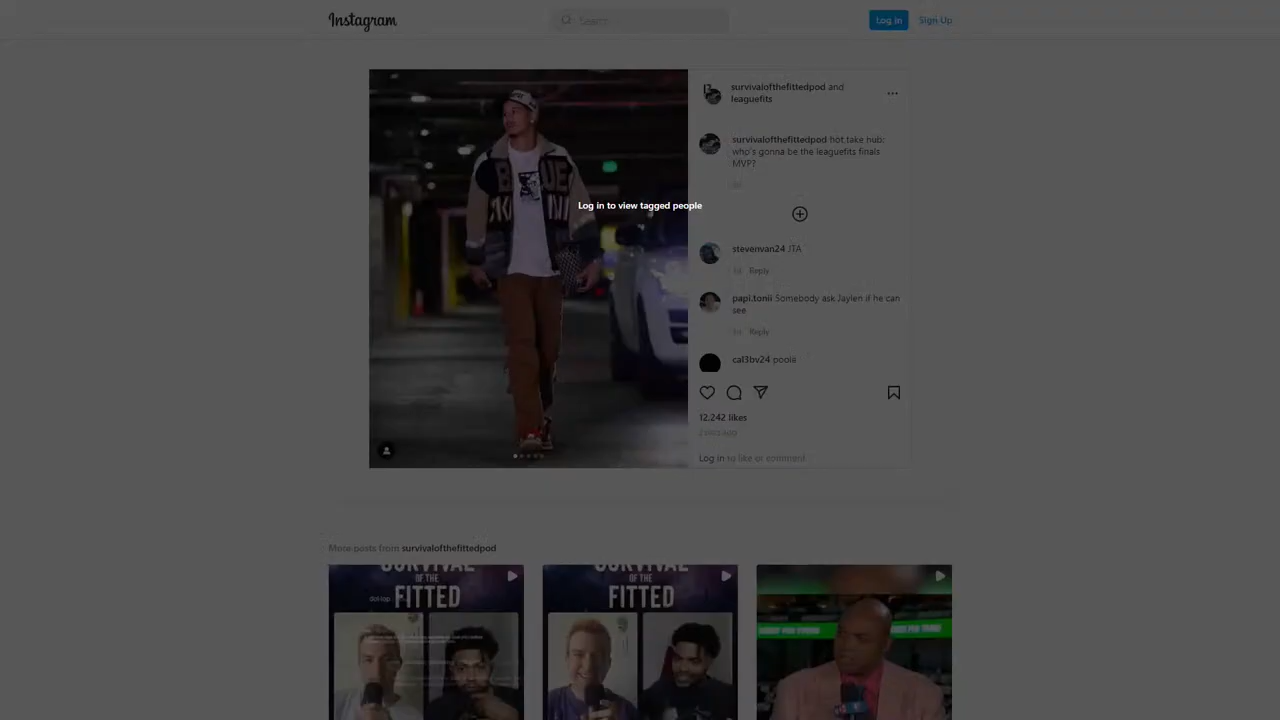 Instagram
Search
Log in
Sign Up
survivalofthefittedpod and
leaguefits
survivalofthefittedpod hot take hub:
who's gonna be the leaguefits finals
MVP?
Log in to view tagged people
stevenvan24 JTA
Reply
papi.tonii Somebody ask Jaylen if he can
see
Reply
cal3bv24 poole
12,242 likes
Log in to like or comment
More posts from survivalofthefittedpod
SURVIVAL
OF THE
FITTED
SURVIVAL
OF THE
FITTED